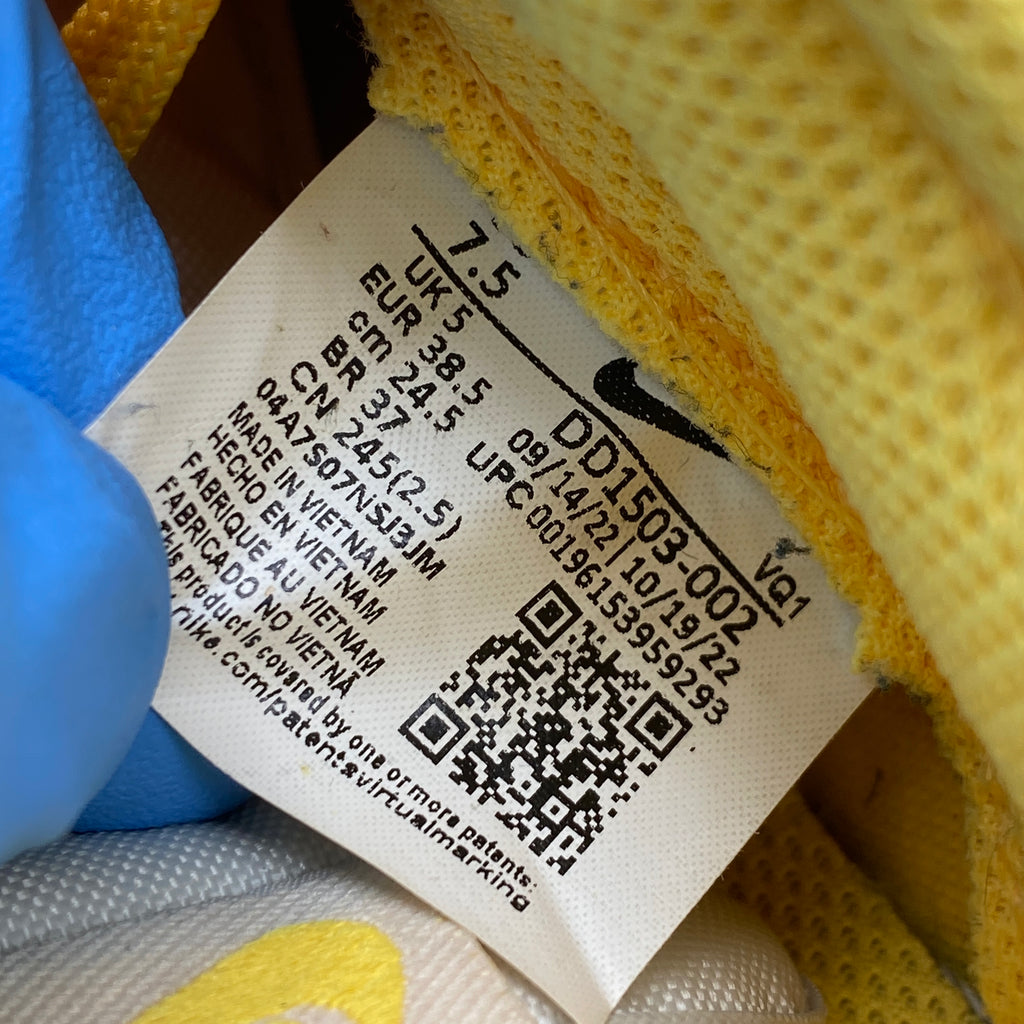 7.5
UK 5
EUR 38.5
cm 24.5
BR 37
CN 245(2.5)
04A7S07NSJ3JM
MADE IN VIETNAM
HECHO EN VIETNAM
FABRIQUE AU VIETNAM
FABRICADO NO VIETNÃ
This product is covered by one or more patents:
nike.com/patentsvirtualmarking
VQ1
DD1503-002
09/14/22 | 10/19/22
UPC 00196153959293